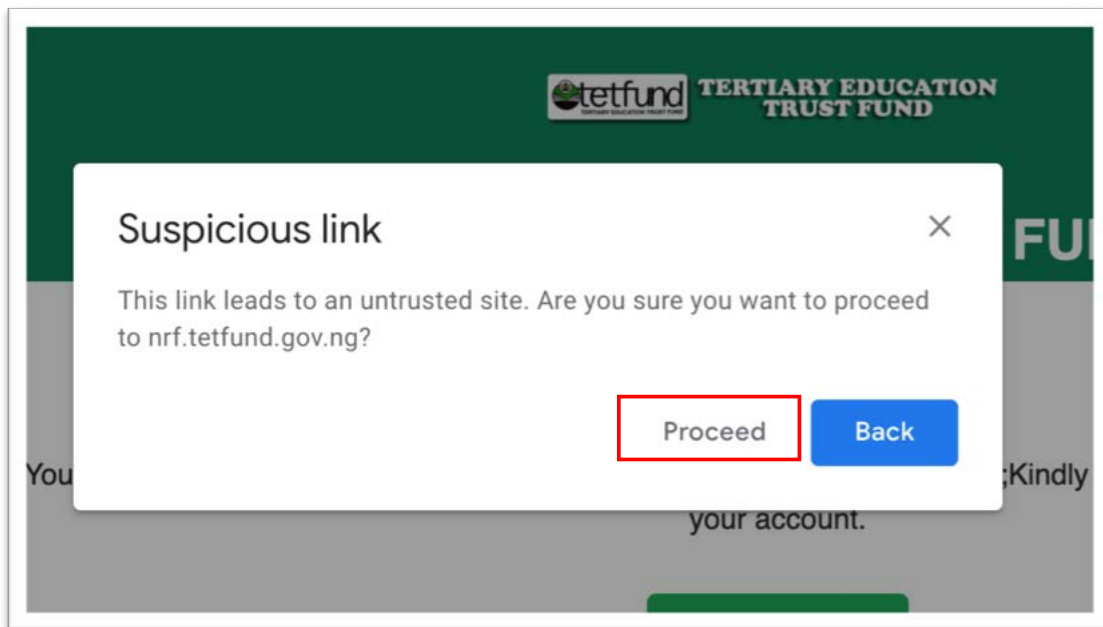 tetfund
TERTIARY EDUCATION TRUST FUND
TERTIARY EDUCATION
TRUST FUND
FU
Suspicious link
This link leads to an untrusted site. Are you sure you want to proceed
to nrf.tetfund.gov.ng?
Proceed
Back
You
;Kindly
your account.